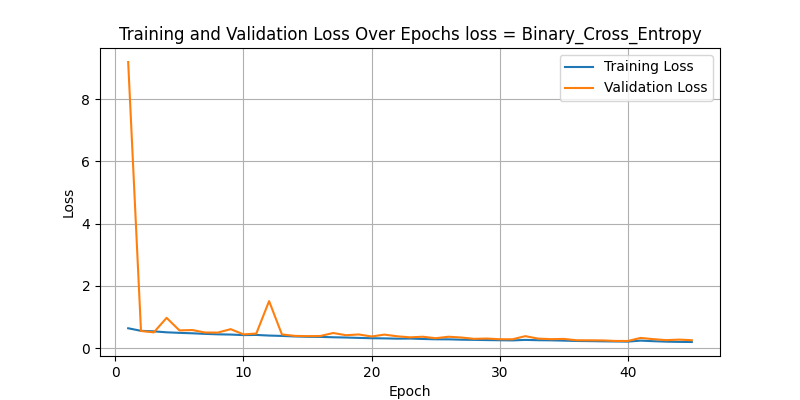 Training and Validation Loss Over Epochs loss = Binary_Cross_Entropy
Training Loss
Validation Loss
8
6
4
2
0
Loss
0 10 20 30 40
Epoch